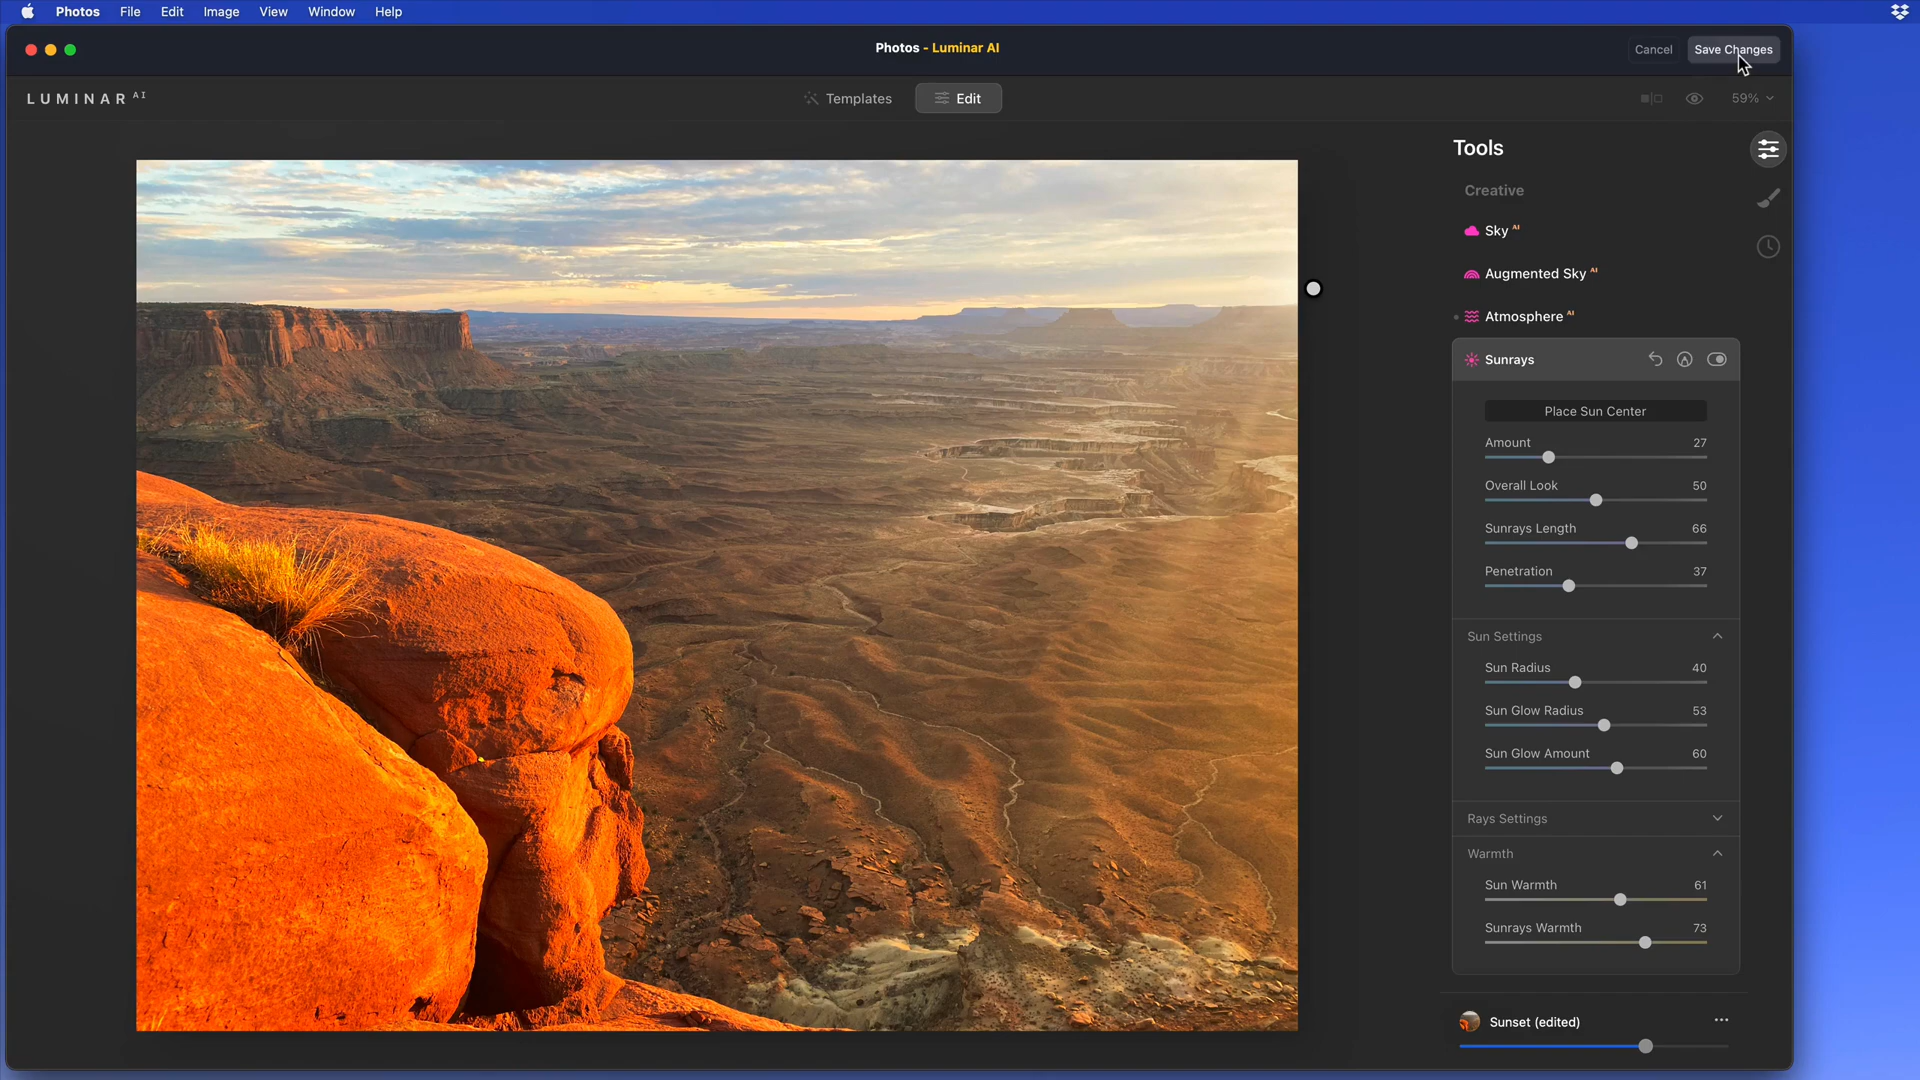 Photos File Edit Image View Window Help
Photos - Luminar AI
Cancel Save Changes
LUMINAR AI
Templates Edit 59%
Tools
Creative
Sky AI
Augmented Sky AI
Atmosphere AI
Sunrays
Place Sun Center
Amount 27
Overall Look 50
Sunrays Length 66
Penetration 37
Sun Settings
Sun Radius 40
Sun Glow Radius 53
Sun Glow Amount 60
Rays Settings
Warmth
Sun Warmth 61
Sunrays Warmth 73
Sunset (edited)